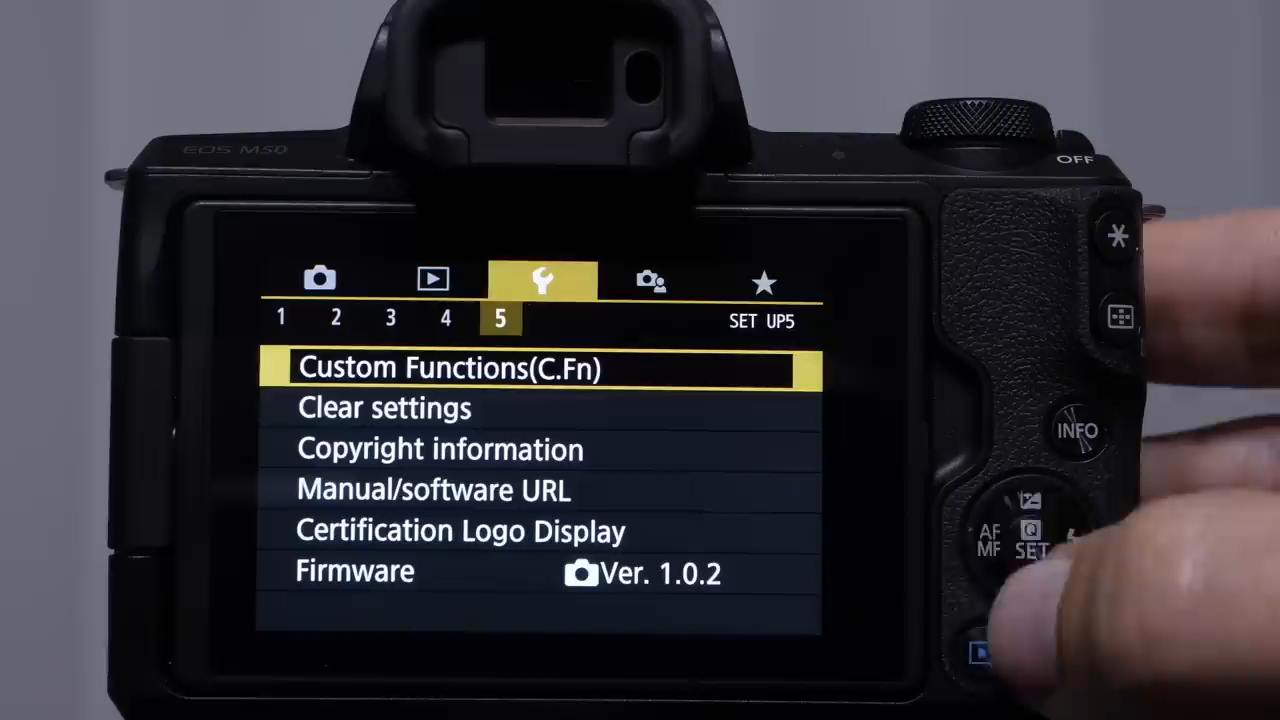 EOS M50
OFF
1 2 3 4 5 SET UP5
Custom Functions(C.Fn)
Clear settings
Copyright information
Manual/software URL
Certification Logo Display
Firmware Ver. 1.0.2
INFO
AF
MF
Q
SET